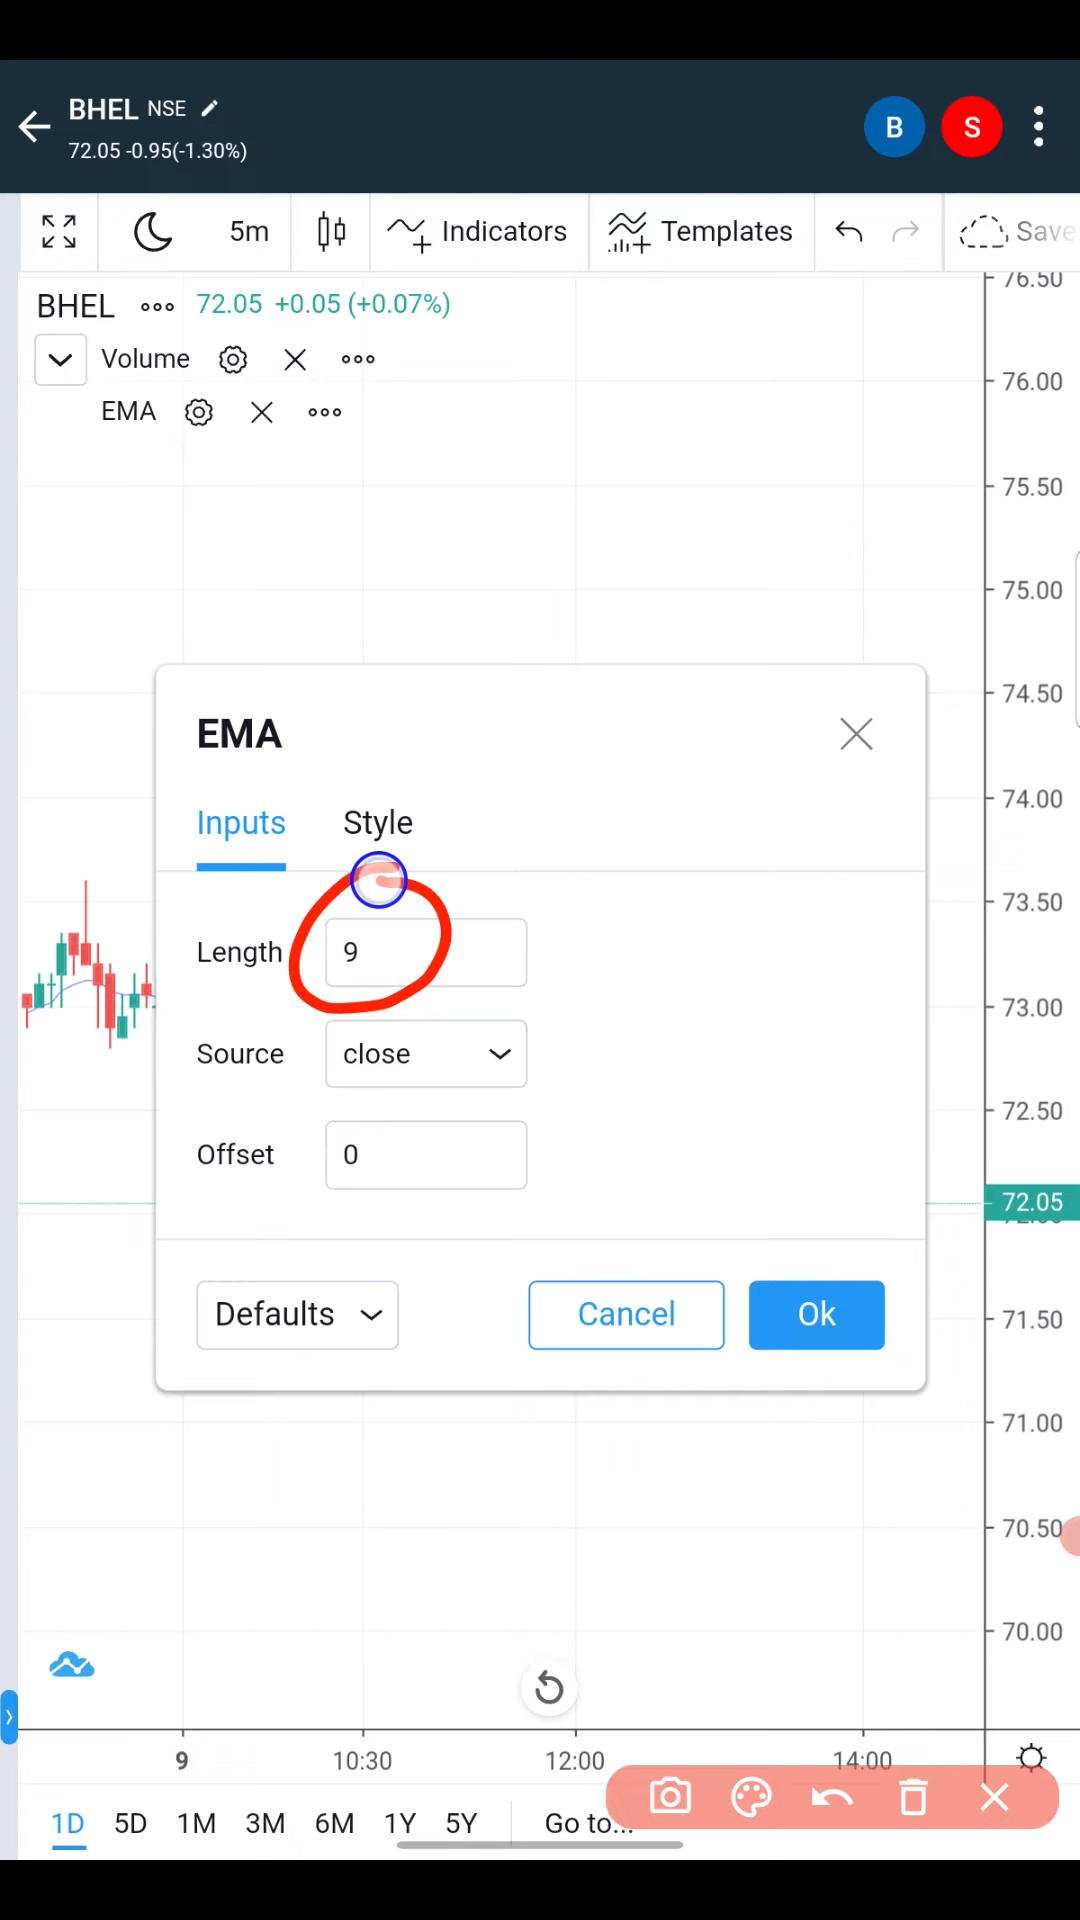 BHEL NSE
72.05 -0.95(-1.30%)
B
S
5m
Indicators
Templates
Save
BHEL
72.05 +0.05 (+0.07%)
Volume
EMA
76.50
76.00
75.50
75.00
74.50
74.00
73.50
73.00
72.50
72.05
71.50
71.00
70.50
70.00
EMA
Inputs
Style
Length
9
Source
close
Offset
0
Defaults
Cancel
Ok
9
10:30
12:00
14:00
1D
5D
1M
3M
6M
1Y
5Y
Go to...